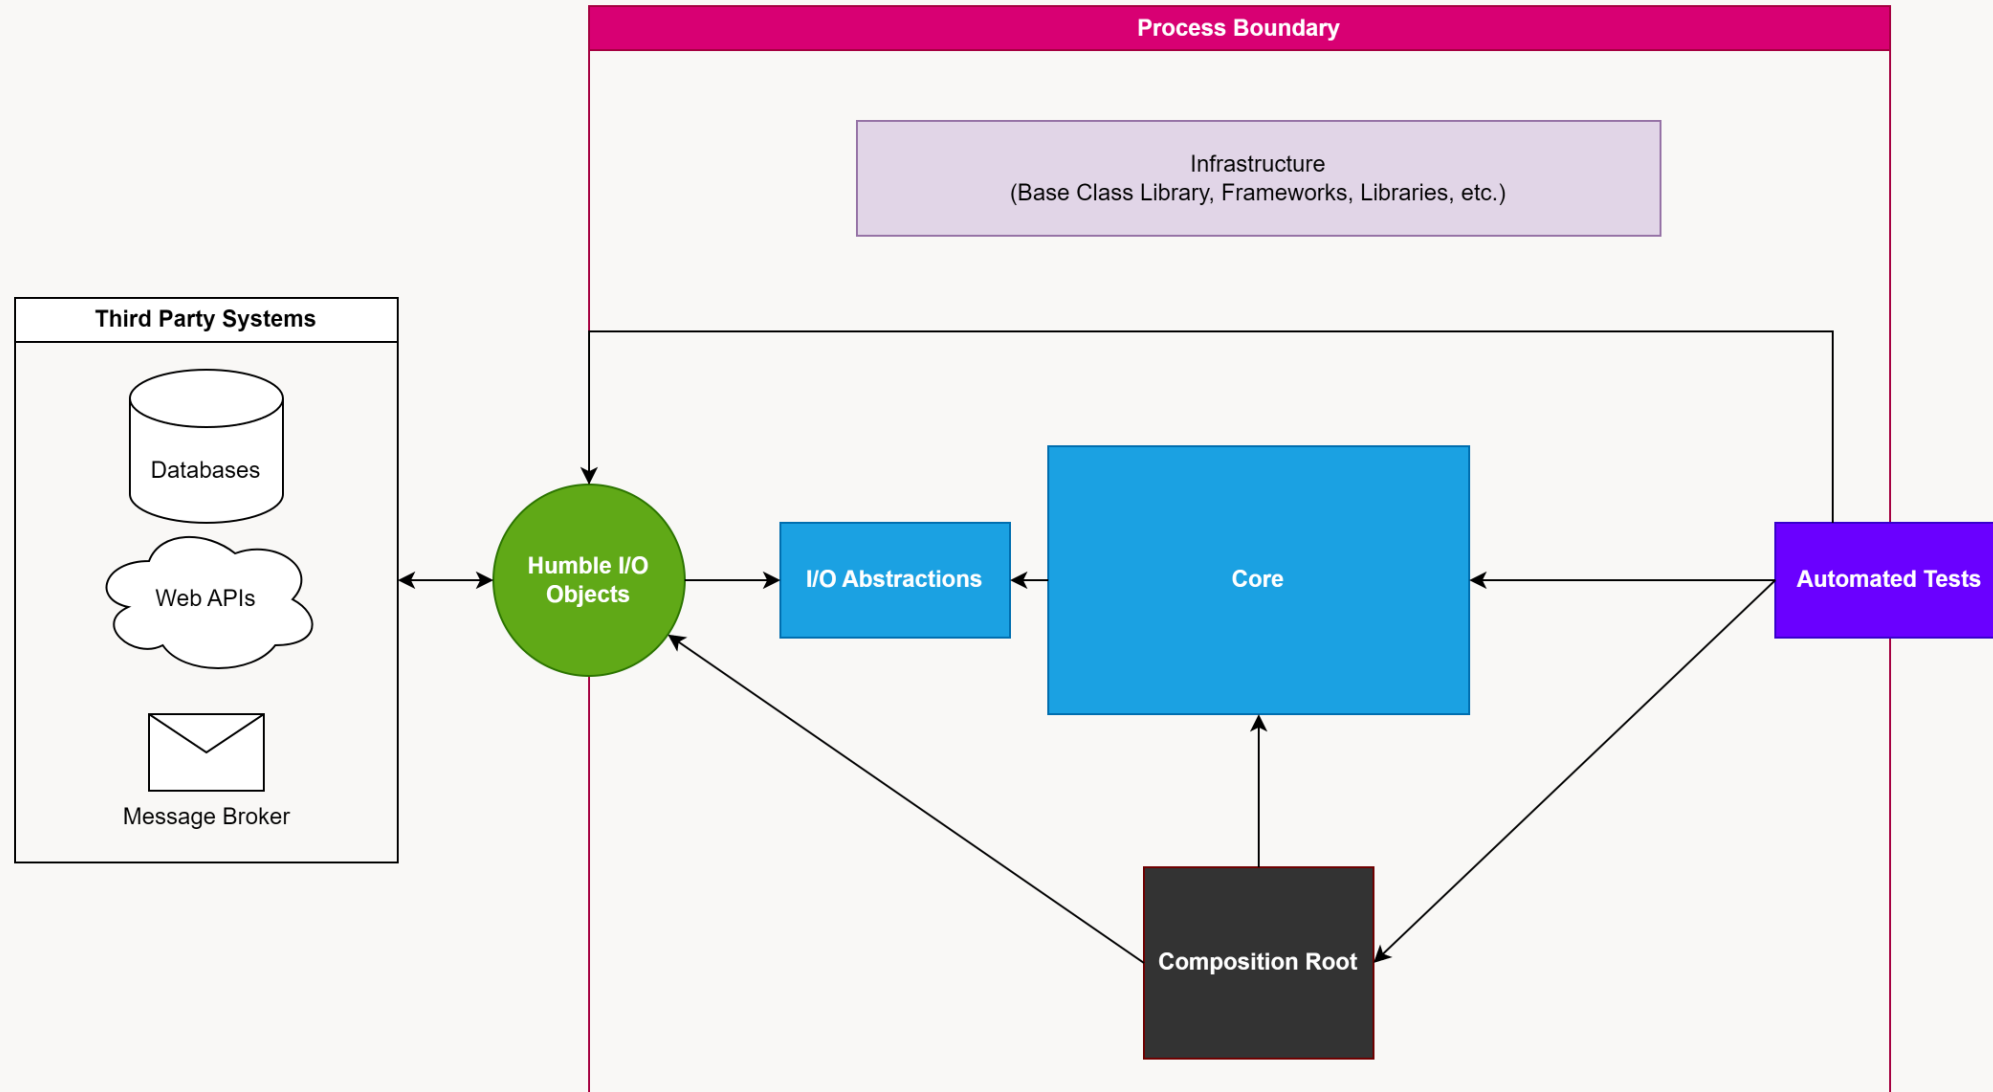 Process Boundary
Infrastructure
(Base Class Library, Frameworks, Libraries, etc.)
Third Party Systems
Databases
Web APIs
Message Broker
Humble I/O
Objects
I/O Abstractions
Core
Automated Tests
Composition Root